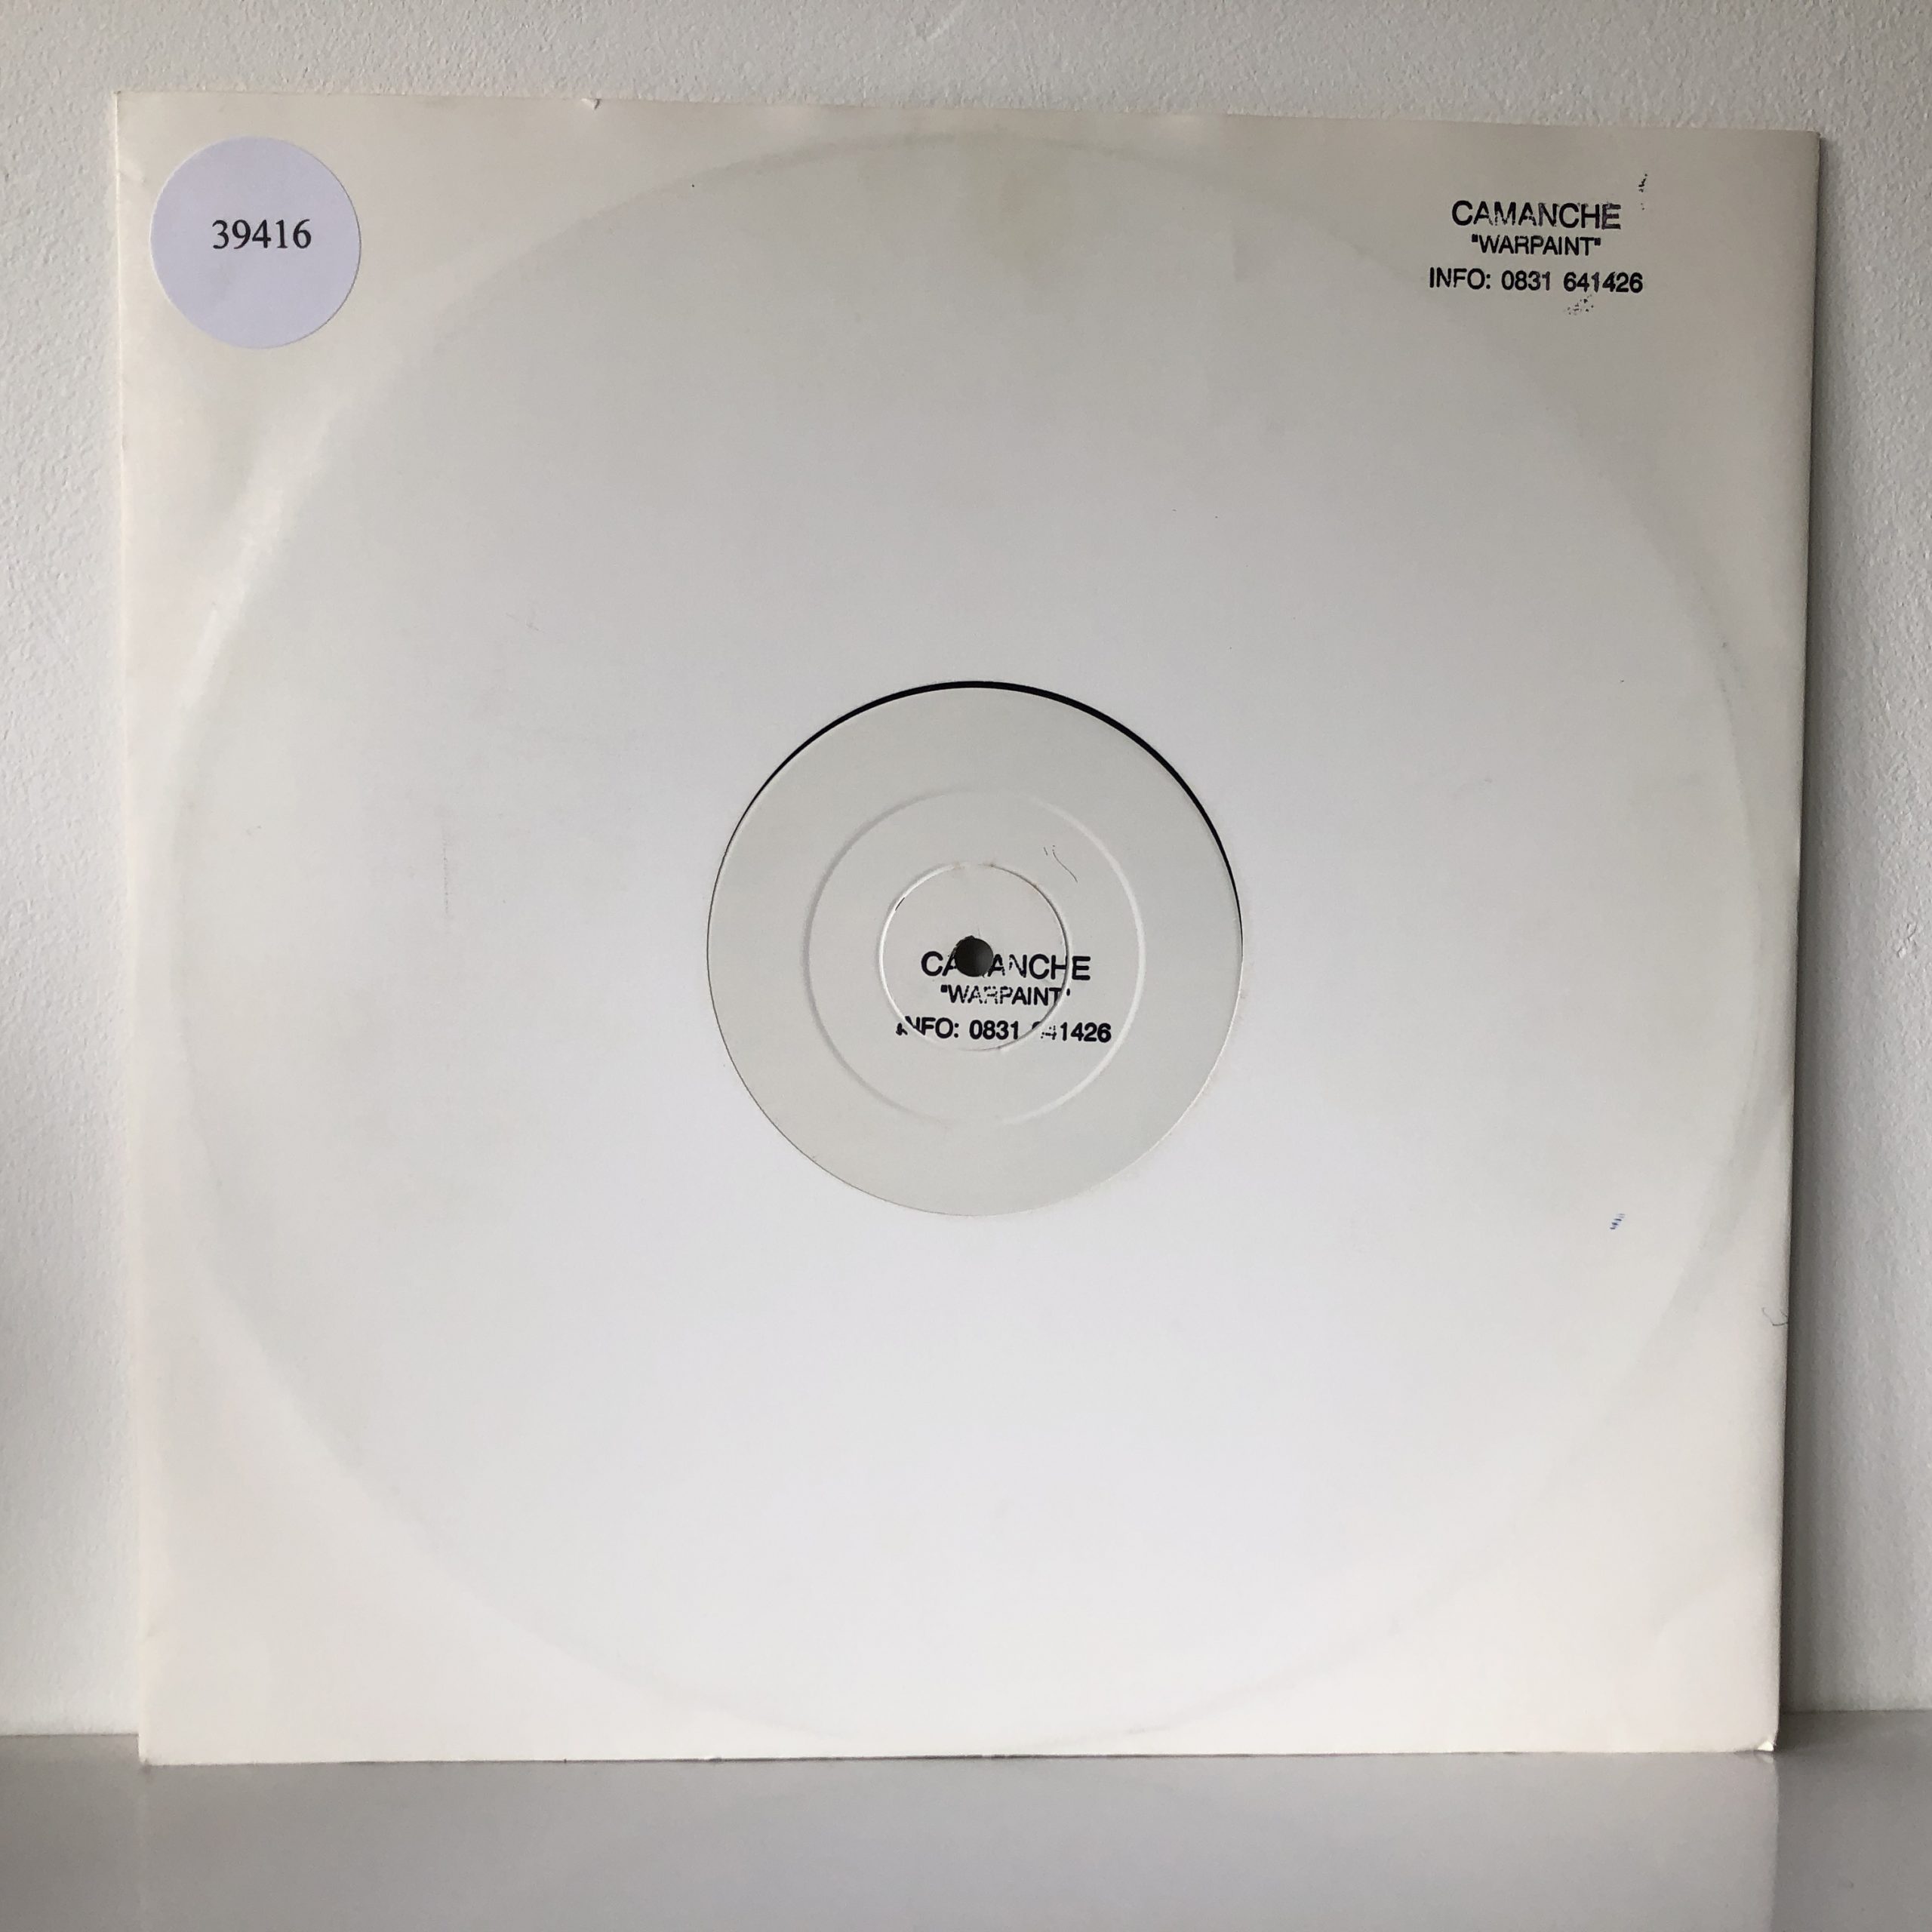 39416
CAMANCHE
"WARPAINT"
INFO: 0831 641426
CAMANCHE
"WARPAINT"
INFO: 0831 641426